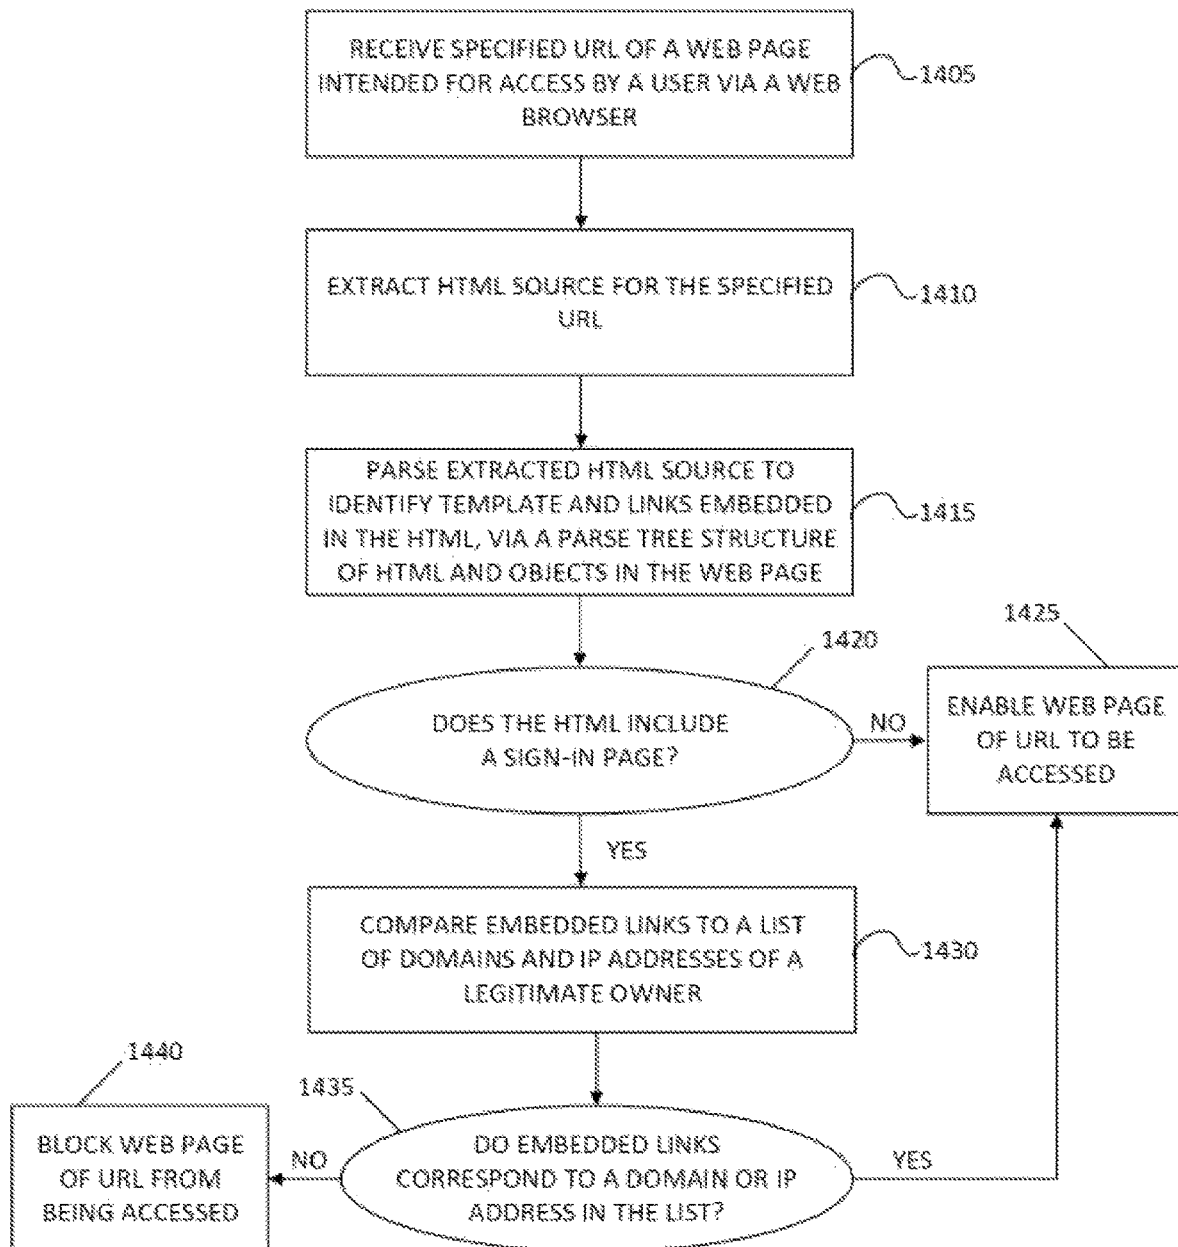 RECEIVE SPECIFIED URL OF A WEB PAGE
INTENDED FOR ACCESS BY A USER VIA A WEB
BROWSER
1405
EXTRACT HTML SOURCE FOR THE SPECIFIED
URL
1410
PARSE EXTRACTED HTML SOURCE TO
IDENTIFY TEMPLATE AND LINKS EMBEDDED
IN THE HTML, VIA A PARSE TREE STRUCTURE
OF HTML AND OBJECTS IN THE WEB PAGE
1415
1420
DOES THE HTML INCLUDE
A SIGN-IN PAGE?
NO
1425
ENABLE WEB PAGE
OF URL TO BE
ACCESSED
YES
COMPARE EMBEDDED LINKS TO A LIST
OF DOMAINS AND IP ADDRESSES OF A
LEGITIMATE OWNER
1430
1435
DO EMBEDDED LINKS
CORRESPOND TO A DOMAIN OR IP
ADDRESS IN THE LIST?
YES
NO
1440
BLOCK WEB PAGE
OF URL FROM
BEING ACCESSED